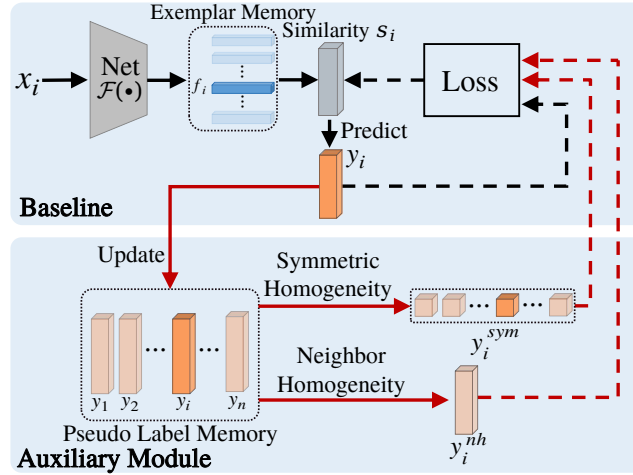 Exemplar Memory
Similarity s_i
x_i
Net
F(•)
f_i
Loss
Predict
y_i
Baseline
Update
Symmetric
Homogeneity
y_i^{sym}
Neighbor
Homogeneity
y_1 y_2 ... y_i ... y_n
y_i^{nh}
Pseudo Label Memory
Auxiliary Module